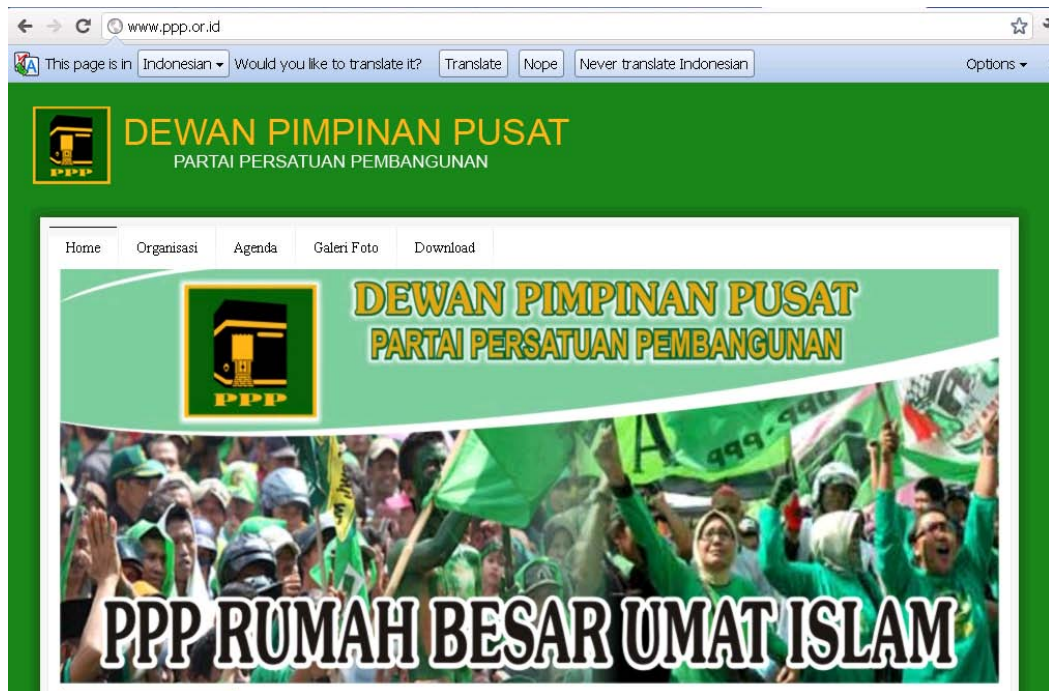 www.ppp.or.id
This page is in Indonesian Would you like to translate it? Translate Nope Never translate Indonesian Options
DEWAN PIMPINAN PUSAT
PARTAI PERSATUAN PEMBANGUNAN
PPP
Home Organisasi Agenda Galeri Foto Download
DEWAN PIMPINAN PUSAT
PARTAI PERSATUAN PEMBANGUNAN
PPP
PPP RUMAH BESAR UMAT ISLAM